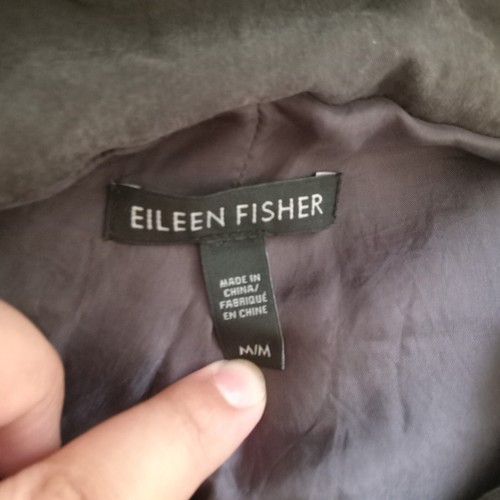 EILEEN FISHER
MADE IN
CHINA/
FABRIQUÉ
EN CHINE
M/M